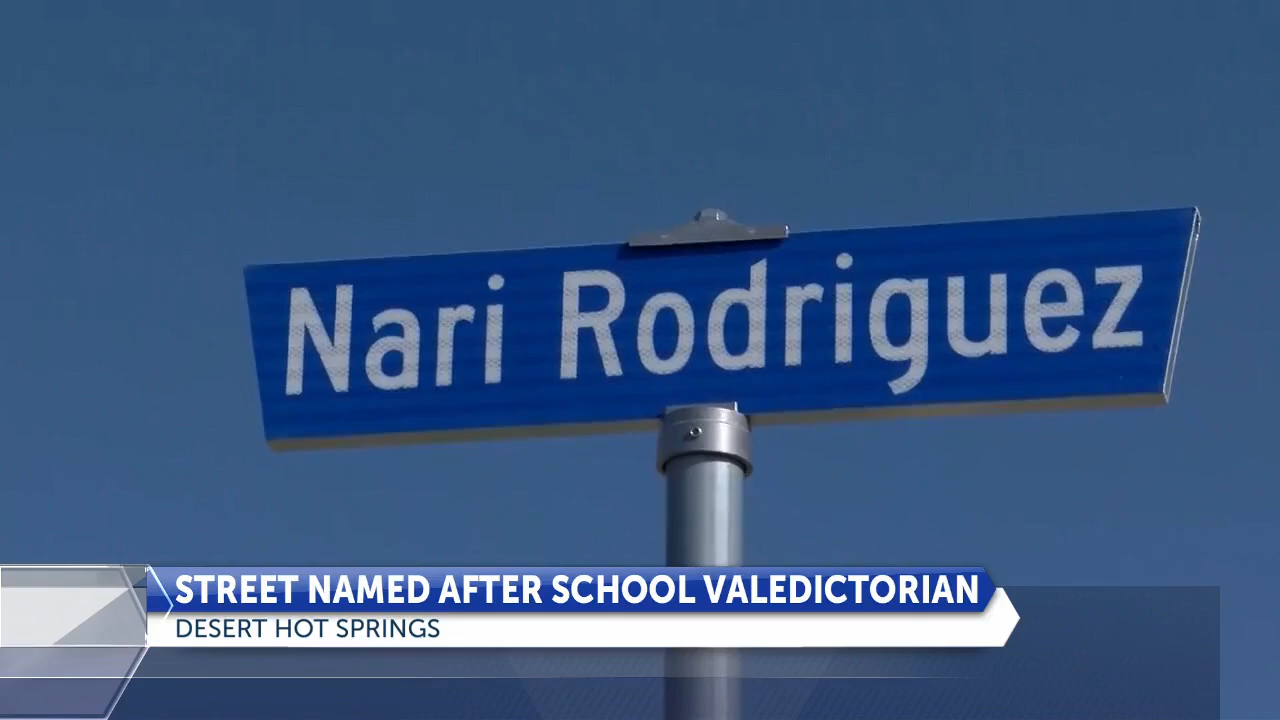 Nari Rodriguez
STREET NAMED AFTER SCHOOL VALEDICTORIAN
DESERT HOT SPRINGS